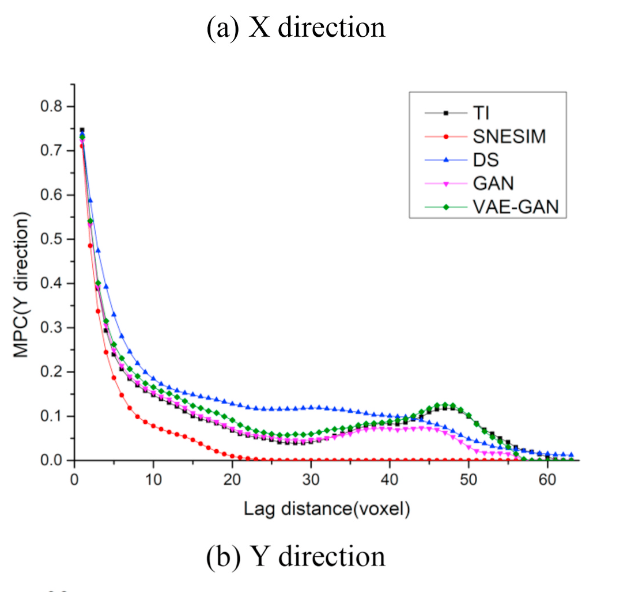 (a) X direction
0.8
0.7
0.6
0.5
0.4
0.3
0.2
0.1
0.0
MPC(Y direction)
TI
SNESIM
DS
GAN
VAE-GAN
0 10 20 30 40 50 60
Lag distance(voxel)
(b) Y direction